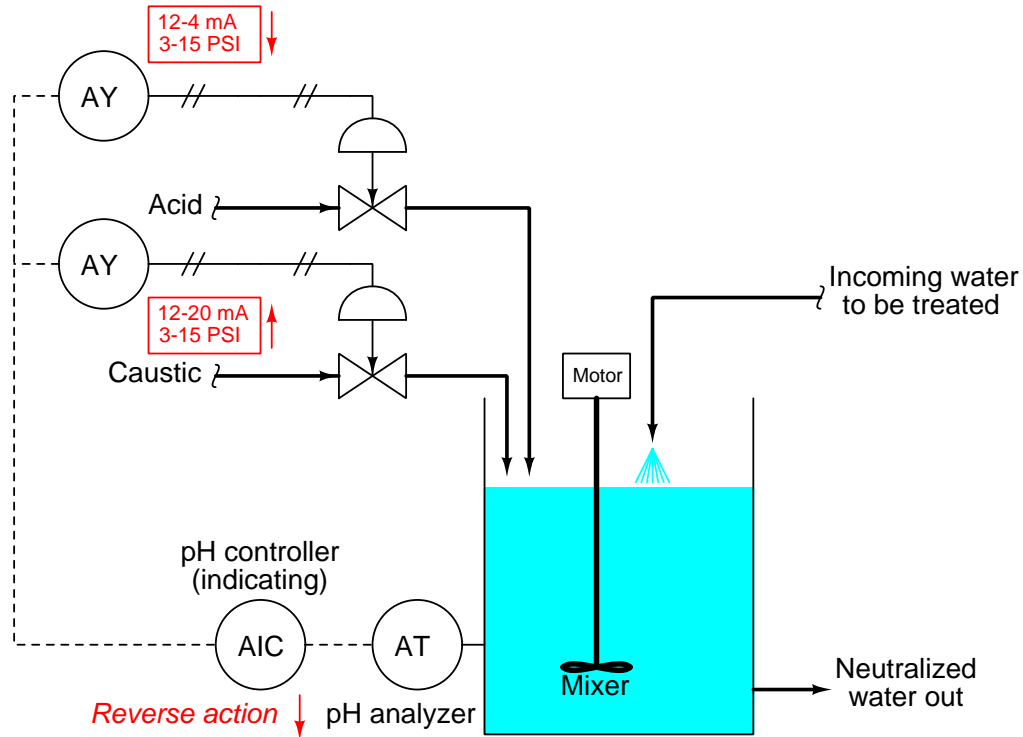 12-4 mA
3-15 PSI
AY
Acid
AY
12-20 mA
3-15 PSI
Caustic
Incoming water
to be treated
Motor
pH controller
(indicating)
AIC
AT
Reverse action
pH analyzer
Mixer
Neutralized
water out